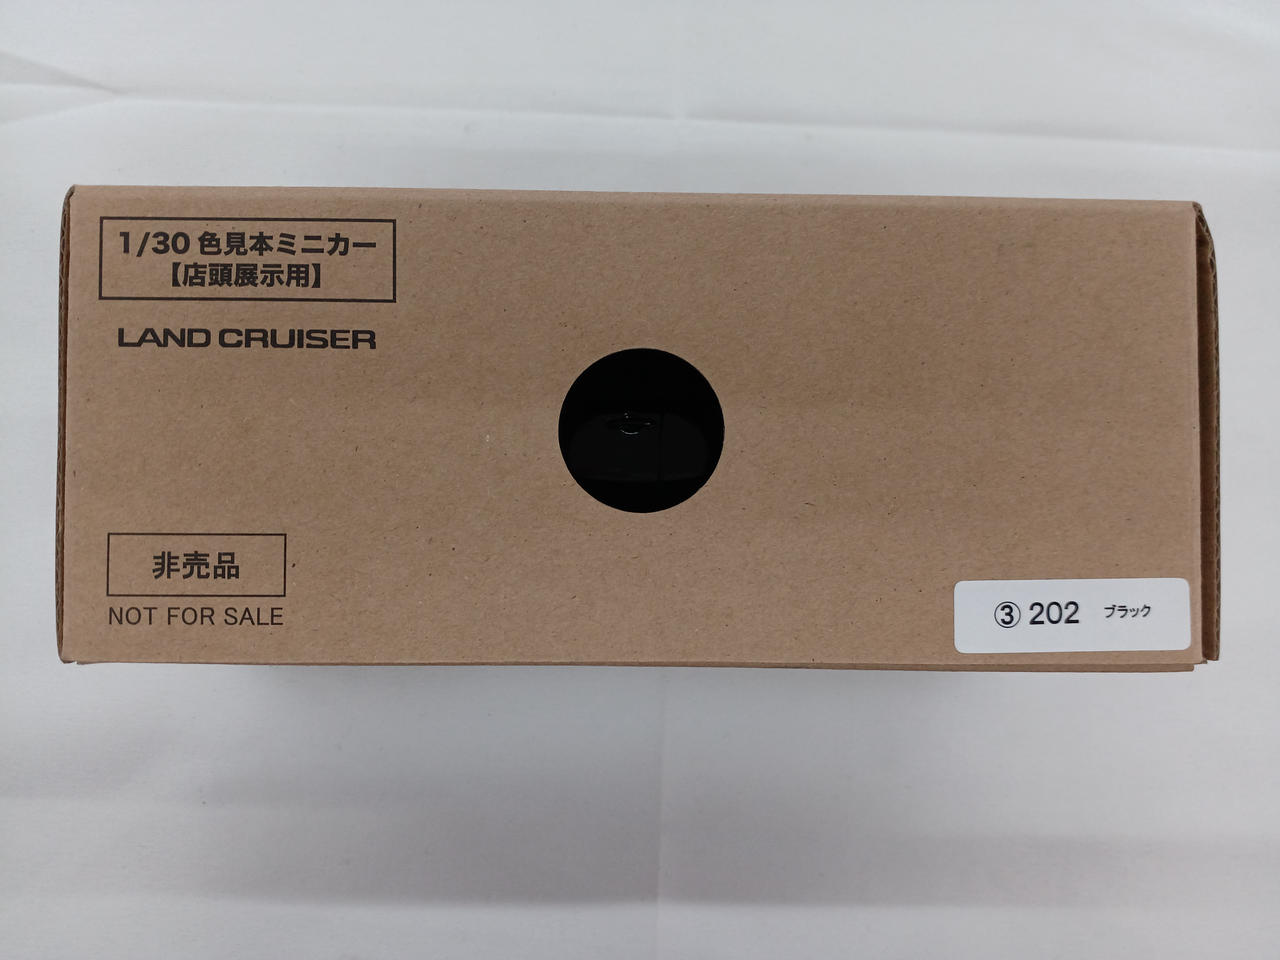 1/30 色見本ミニカー
【店頭展示用】
LAND CRUISER
非売品
NOT FOR SALE
③ 202 ブラック